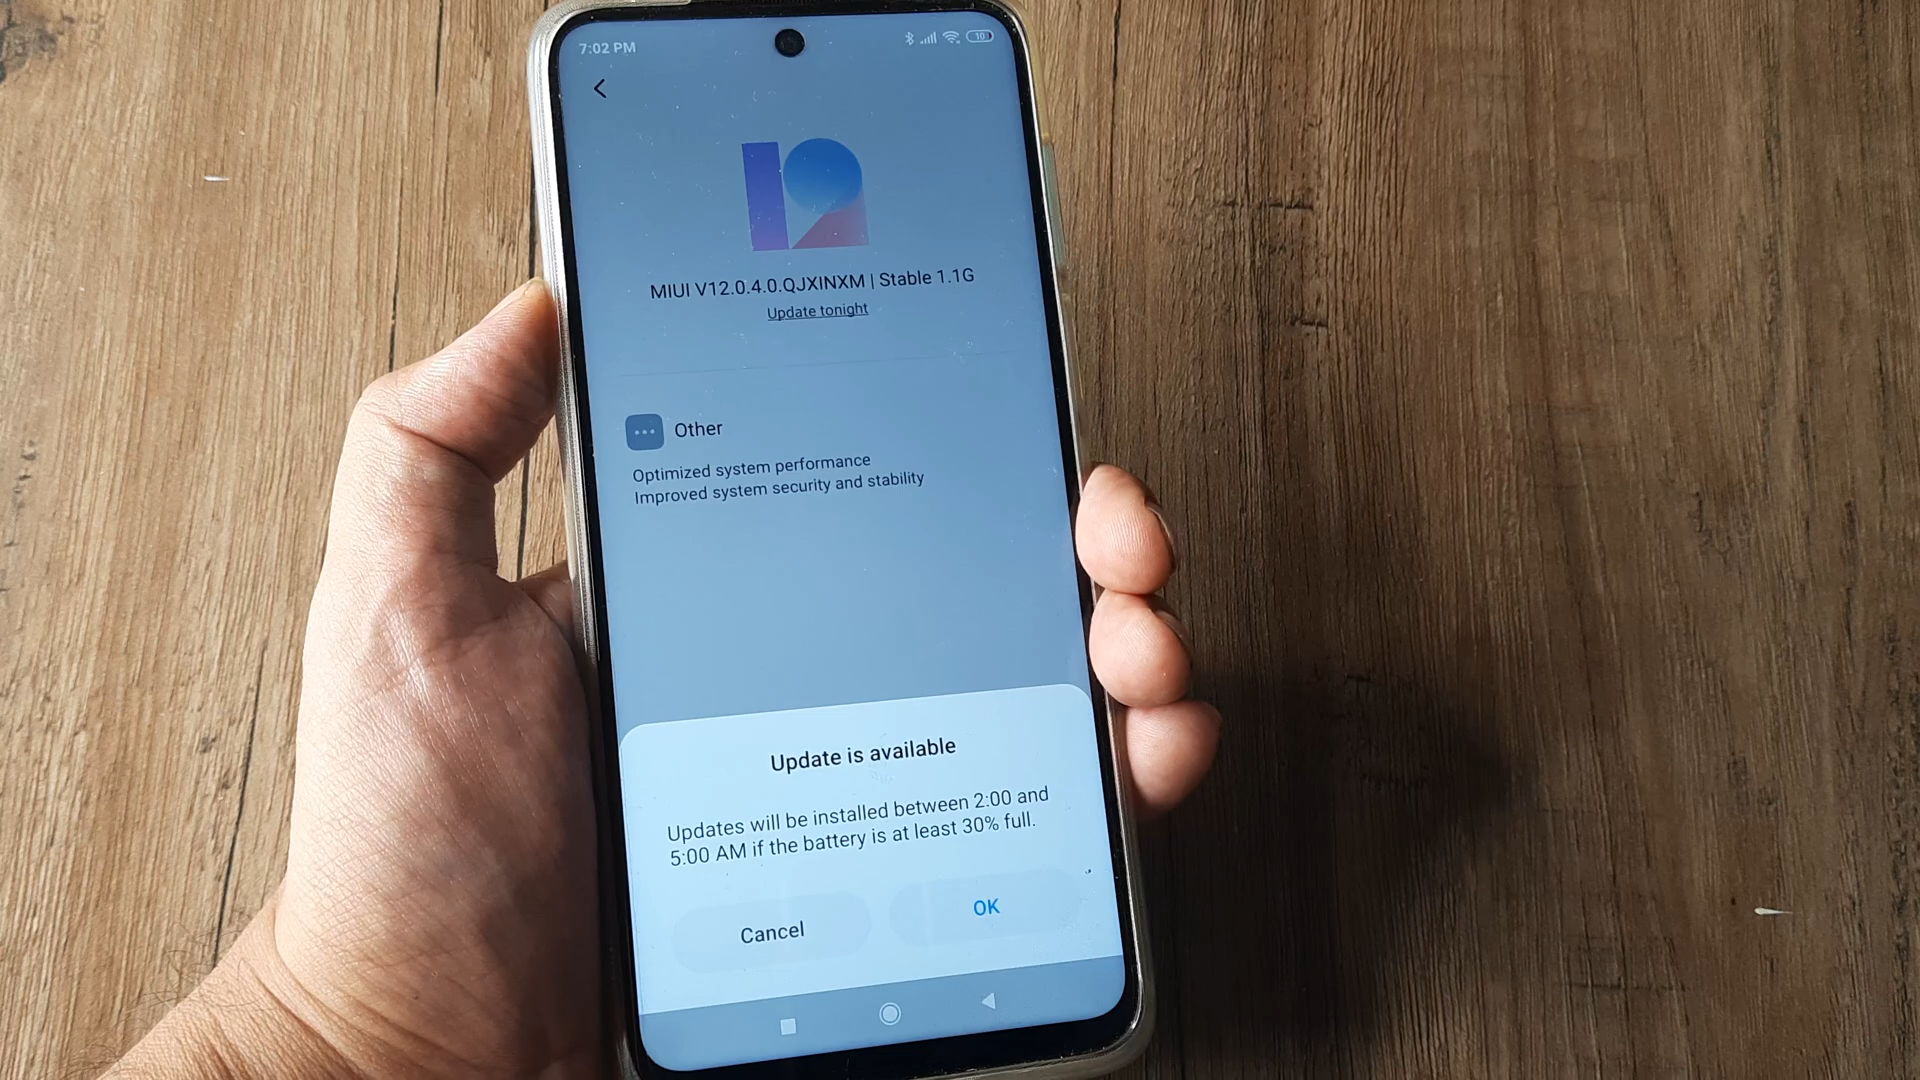 7:02 PM
10
MIUI V12.0.4.0.QJXINXM | Stable 1.1G
Update tonight
Other
Optimized system performance
Improved system security and stability
Update is available
Updates will be installed between 2:00 and
5:00 AM if the battery is at least 30% full.
Cancel
OK